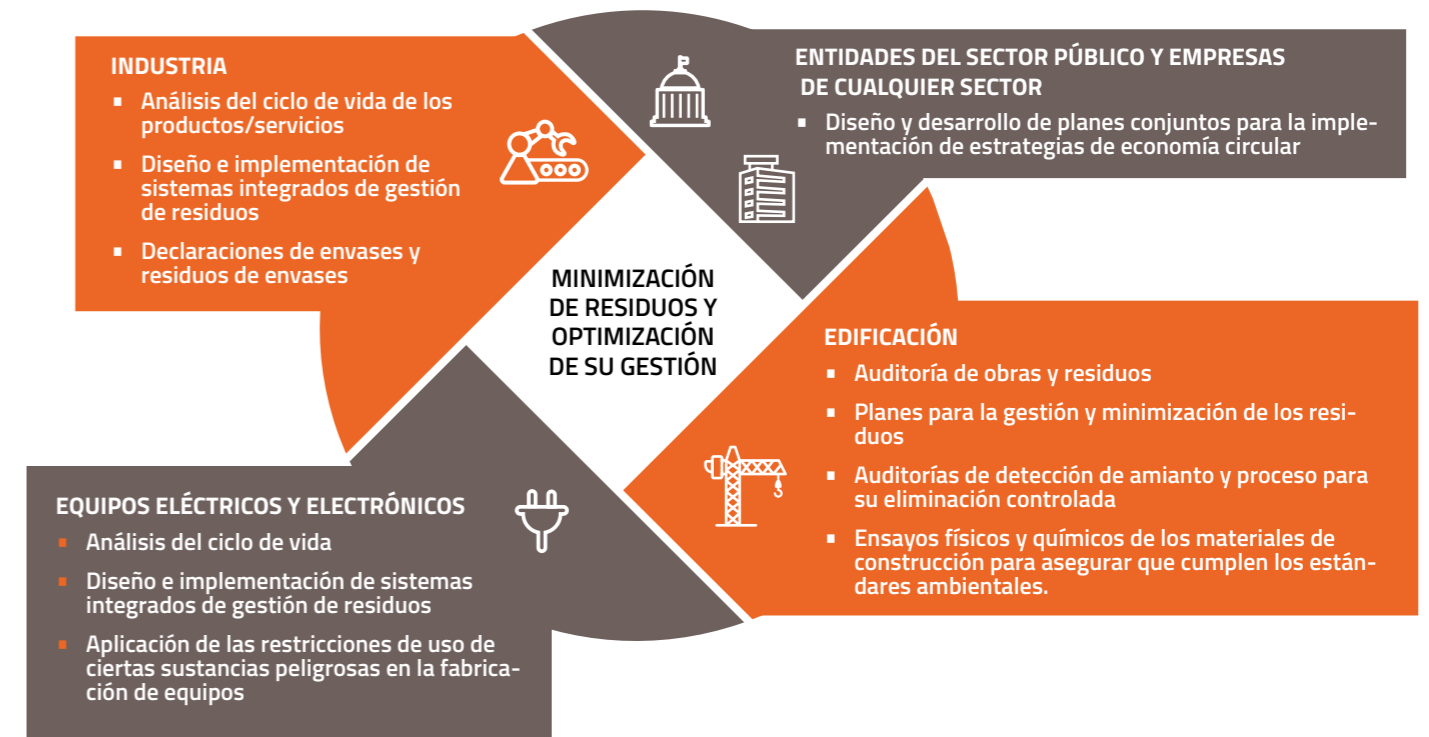 INDUSTRIA
▪ Análisis del ciclo de vida de los
productos/servicios
▪ Diseño e implementación de
sistemas integrados de gestión
de residuos
▪ Declaraciones de envases y
residuos de envases
ENTIDADES DEL SECTOR PÚBLICO Y EMPRESAS
DE CUALQUIER SECTOR
▪ Diseño y desarrollo de planes conjuntos para la imple-
mentación de estrategias de economía circular
MINIMIZACIÓN
DE RESIDUOS Y
OPTIMIZACIÓN
DE SU GESTIÓN
EDIFICACIÓN
▪ Auditoría de obras y residuos
▪ Planes para la gestión y minimización de los resi-
duos
▪ Auditorías de detección de amianto y proceso para
su eliminación controlada
▪ Ensayos físicos y químicos de los materiales de
construcción para asegurar que cumplen los están-
dares ambientales.
EQUIPOS ELÉCTRICOS Y ELECTRÓNICOS
▪ Análisis del ciclo de vida
▪ Diseño e implementación de sistemas
integrados de gestión de residuos
▪ Aplicación de las restricciones de uso de
ciertas sustancias peligrosas en la fabrica-
ción de equipos